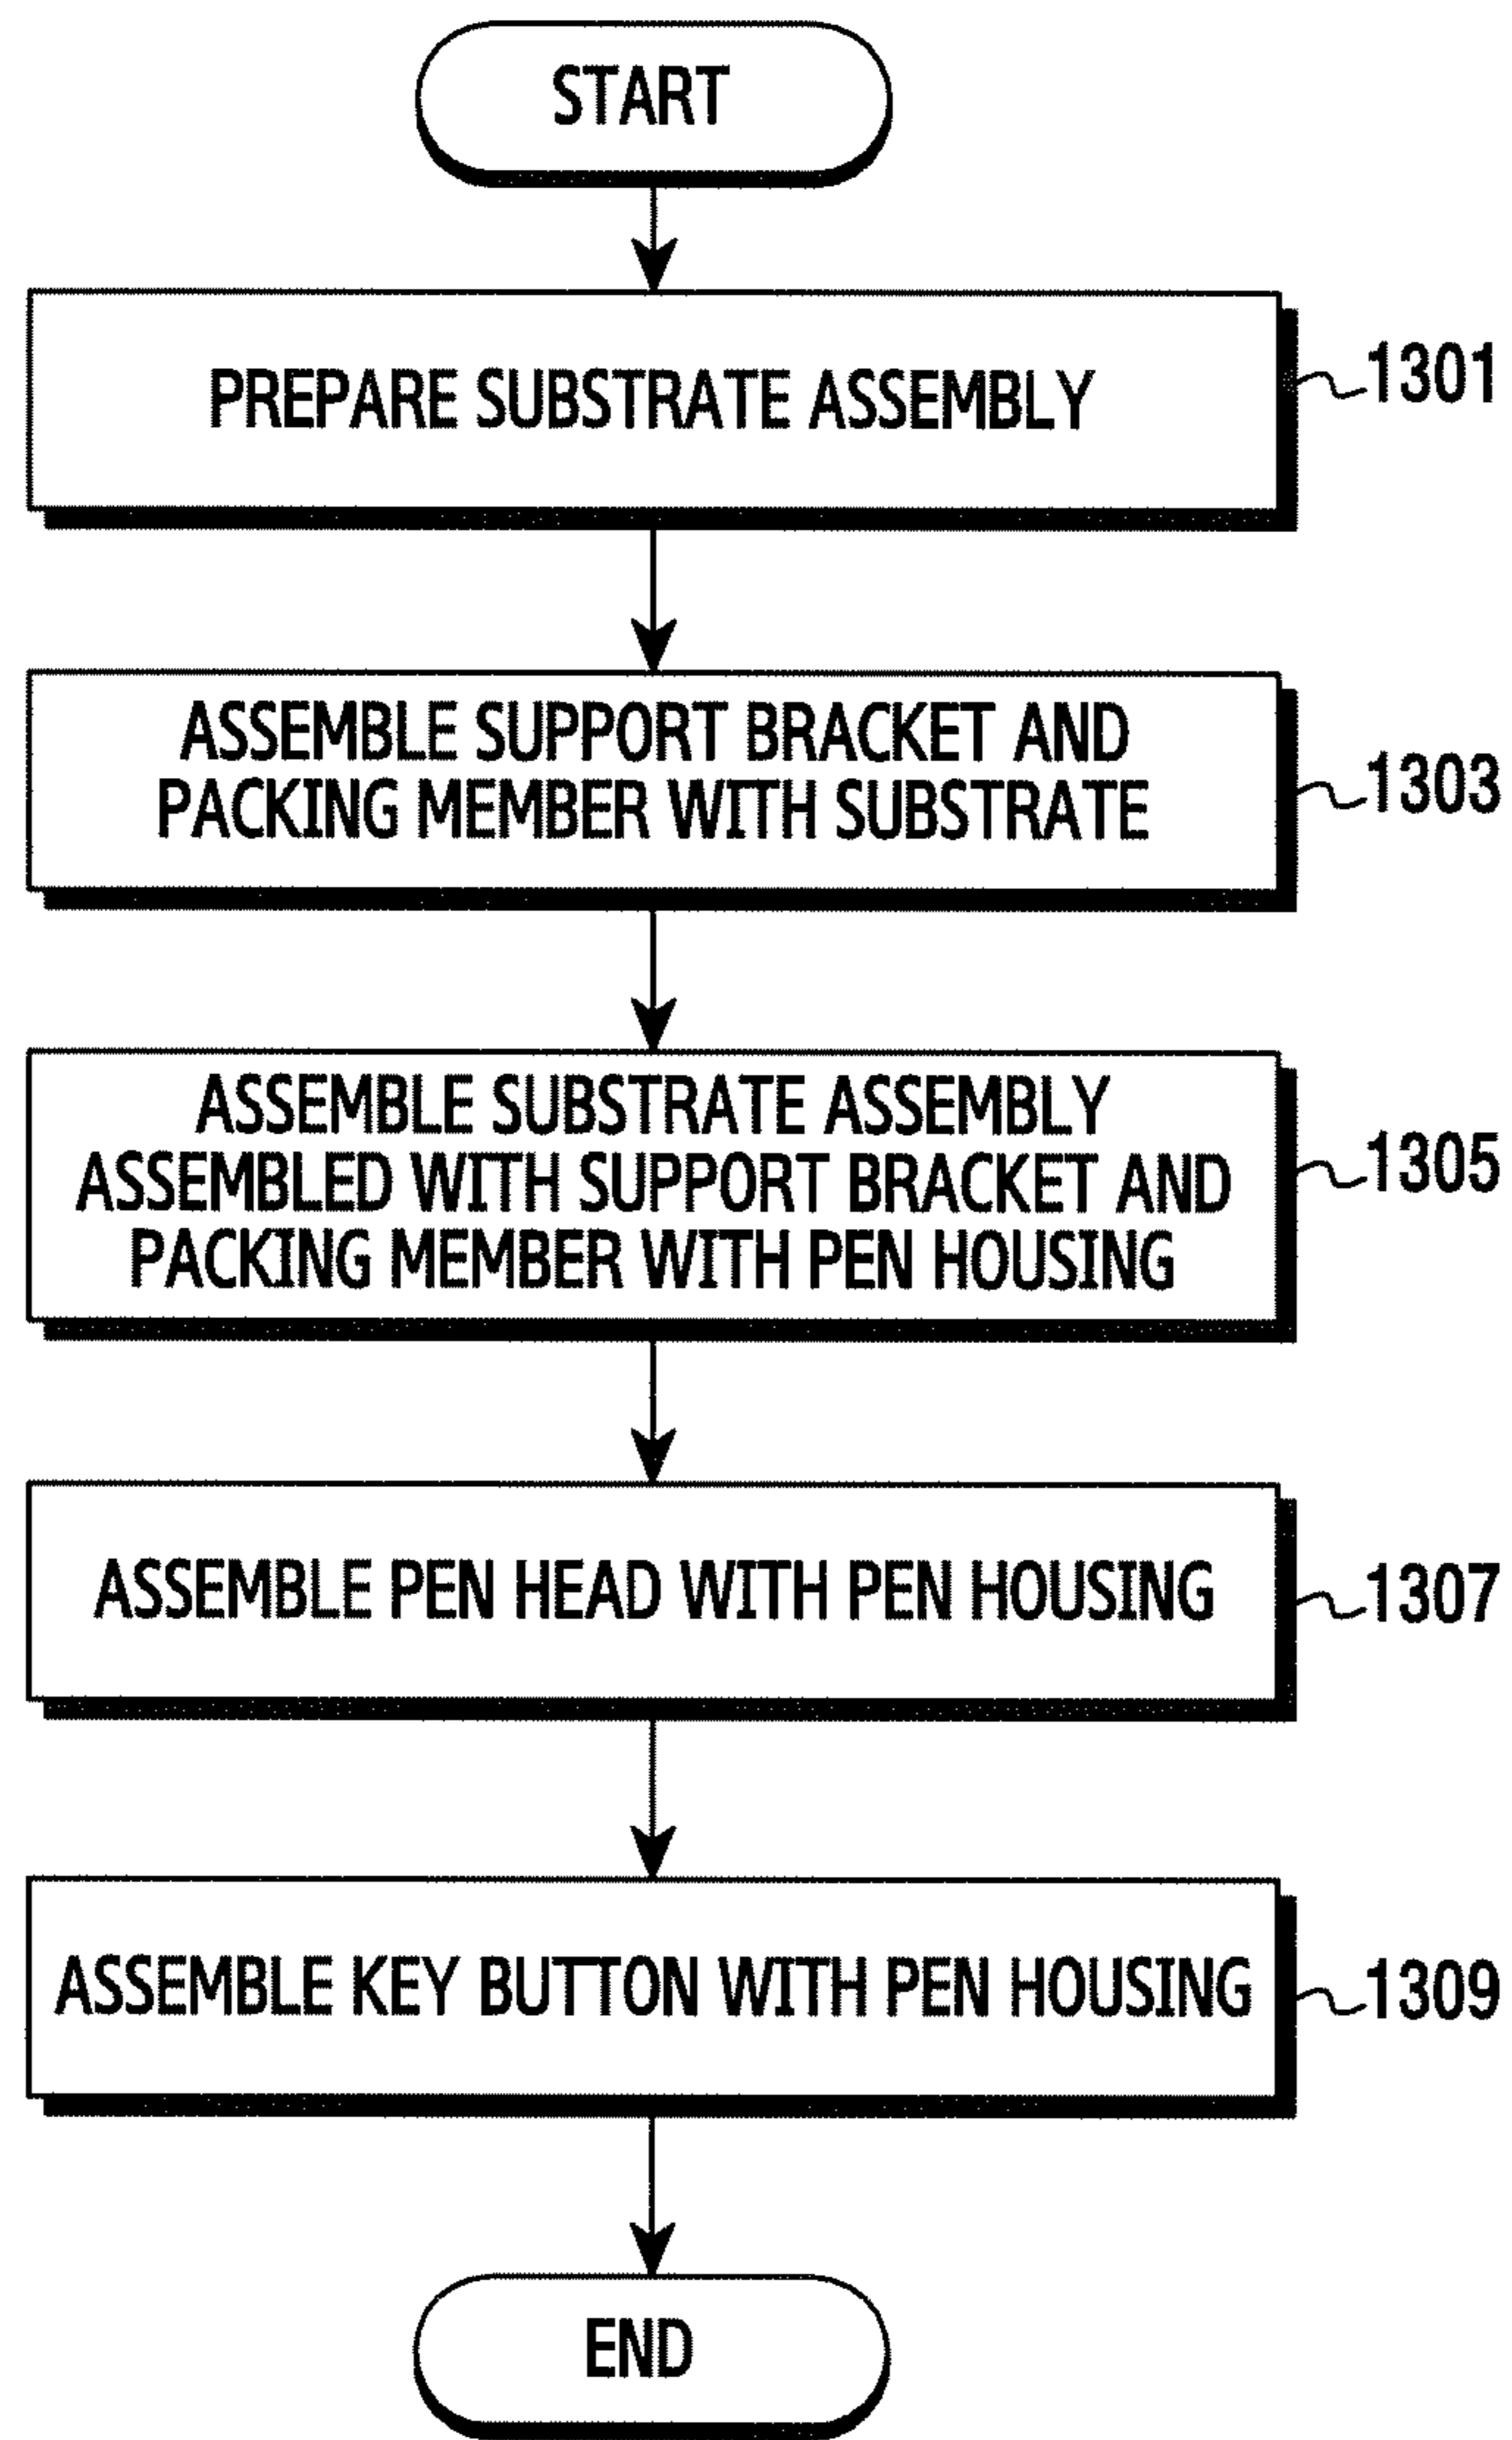 START
PREPARE SUBSTRATE ASSEMBLY
1301
ASSEMBLE SUPPORT BRACKET AND
PACKING MEMBER WITH SUBSTRATE
1303
ASSEMBLE SUBSTRATE ASSEMBLY
ASSEMBLED WITH SUPPORT BRACKET AND
PACKING MEMBER WITH PEN HOUSING
1305
ASSEMBLE PEN HEAD WITH PEN HOUSING
1307
ASSEMBLE KEY BUTTON WITH PEN HOUSING
1309
END